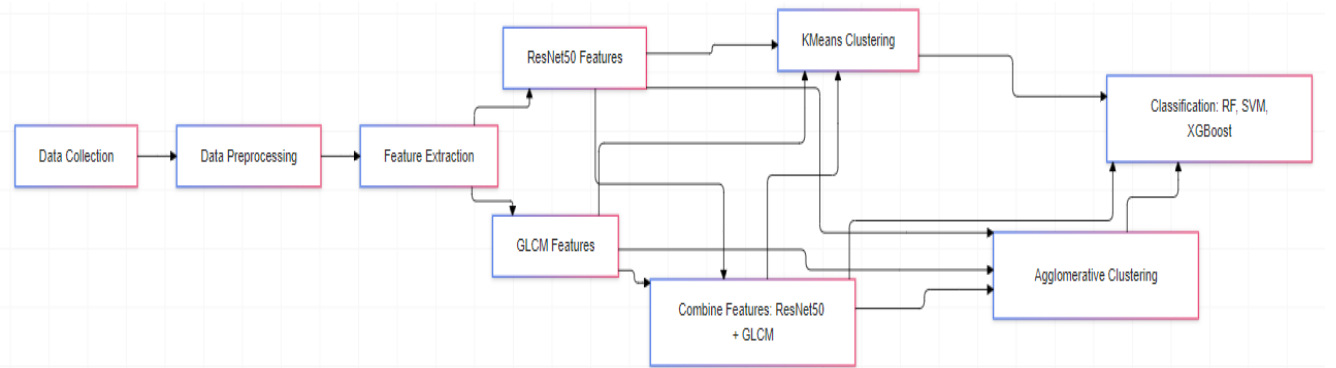 Data Collection
Data Preprocessing
Feature Extraction
ResNet50 Features
GLCM Features
Combine Features: ResNet50
+ GLCM
KMeans Clustering
Agglomerative Clustering
Classification: RF, SVM,
XGBoost